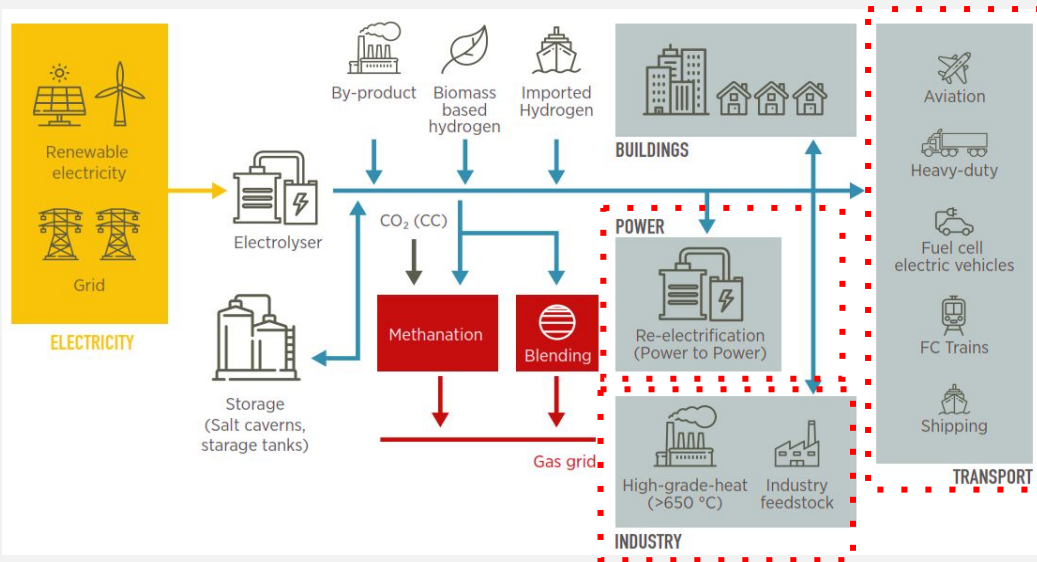 Renewable
electricity
Grid
ELECTRICITY
Electrolyser
Storage
(Salt caverns,
starage tanks)
By-product
Biomass
based
hydrogen
Imported
Hydrogen
CO₂ (CC)
Methanation
Blending
Gas grid
BUILDINGS
POWER
Re-electrification
(Power to Power)
High-grade-heat
(>650 °C)
Industry
feedstock
INDUSTRY
Aviation
Heavy-duty
Fuel cell
electric vehicles
FC Trains
Shipping
TRANSPORT